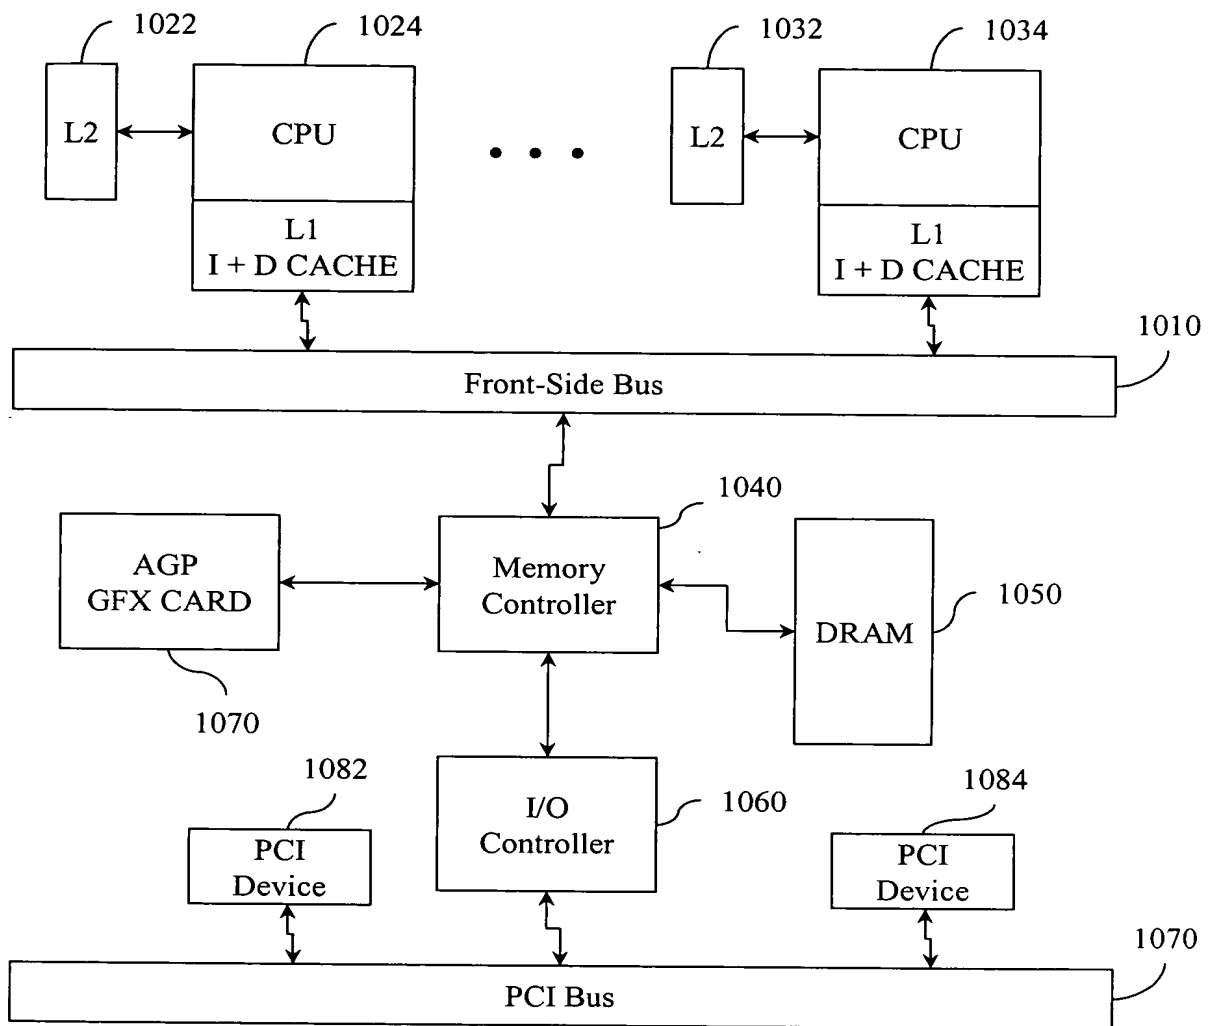 1022
1024
1032
1034
L2
CPU
L2
CPU
L1
I + D CACHE
L1
I + D CACHE
1010
Front-Side Bus
1040
AGP
GFX CARD
Memory
Controller
DRAM
1050
1070
1082
I/O
Controller
1060
1084
PCI
Device
PCI
Device
1070
PCI Bus